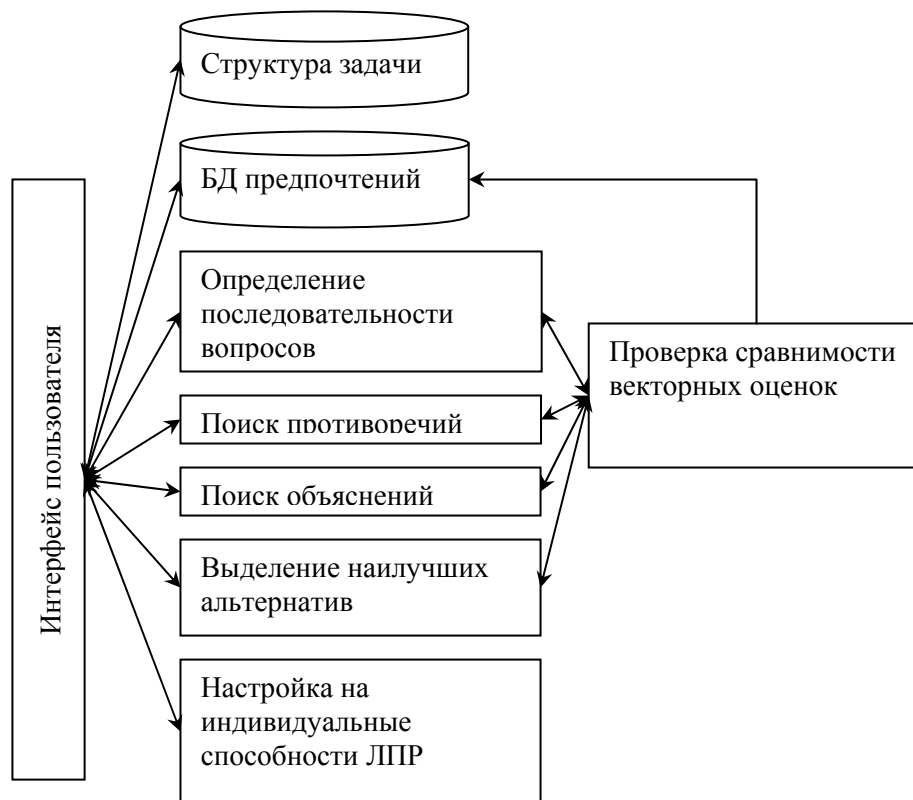 Структура задачи
БД предпочтений
Интерфейс пользователя
Определение
последовательности
вопросов
Проверка сравнимости
векторных оценок
Поиск противоречий
Поиск объяснений
Выделение наилучших
альтернатив
Настройка на
индивидуальные
способности ЛПР